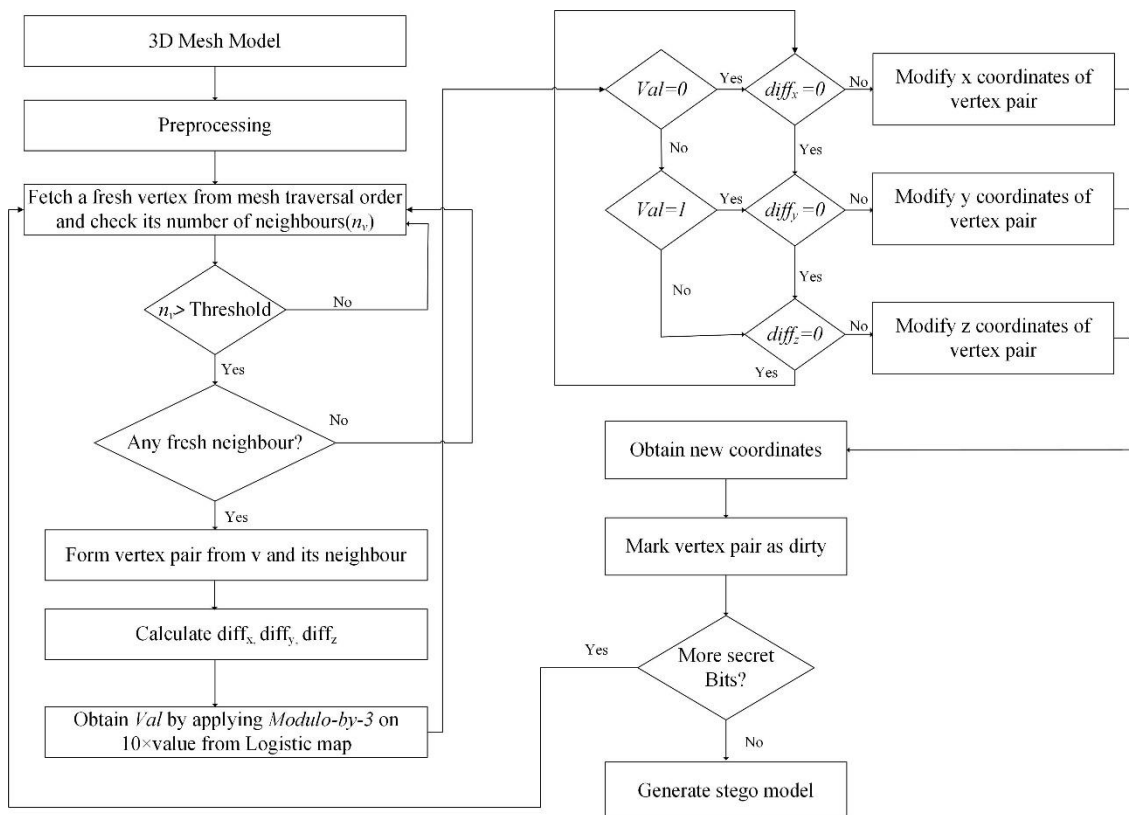 3D Mesh Model
Preprocessing
Fetch a fresh vertex from mesh traversal order
and check its number of neighbours(nᵥ)
nᵥ> Threshold
No
Yes
Any fresh neighbour?
No
Yes
Form vertex pair from v and its neighbour
Calculate diffₓ, diffᵧ, diff_z
Obtain Val by applying Modulo-by-3 on
10×value from Logistic map
Val=0
Yes
diffₓ=0
No
Modify x coordinates of
vertex pair
No
Yes
Val=1
Yes
diffᵧ=0
No
Modify y coordinates of
vertex pair
No
Yes
diff_z=0
No
Modify z coordinates of
vertex pair
Yes
Obtain new coordinates
Mark vertex pair as dirty
Yes
More secret
Bits?
No
Generate stego model